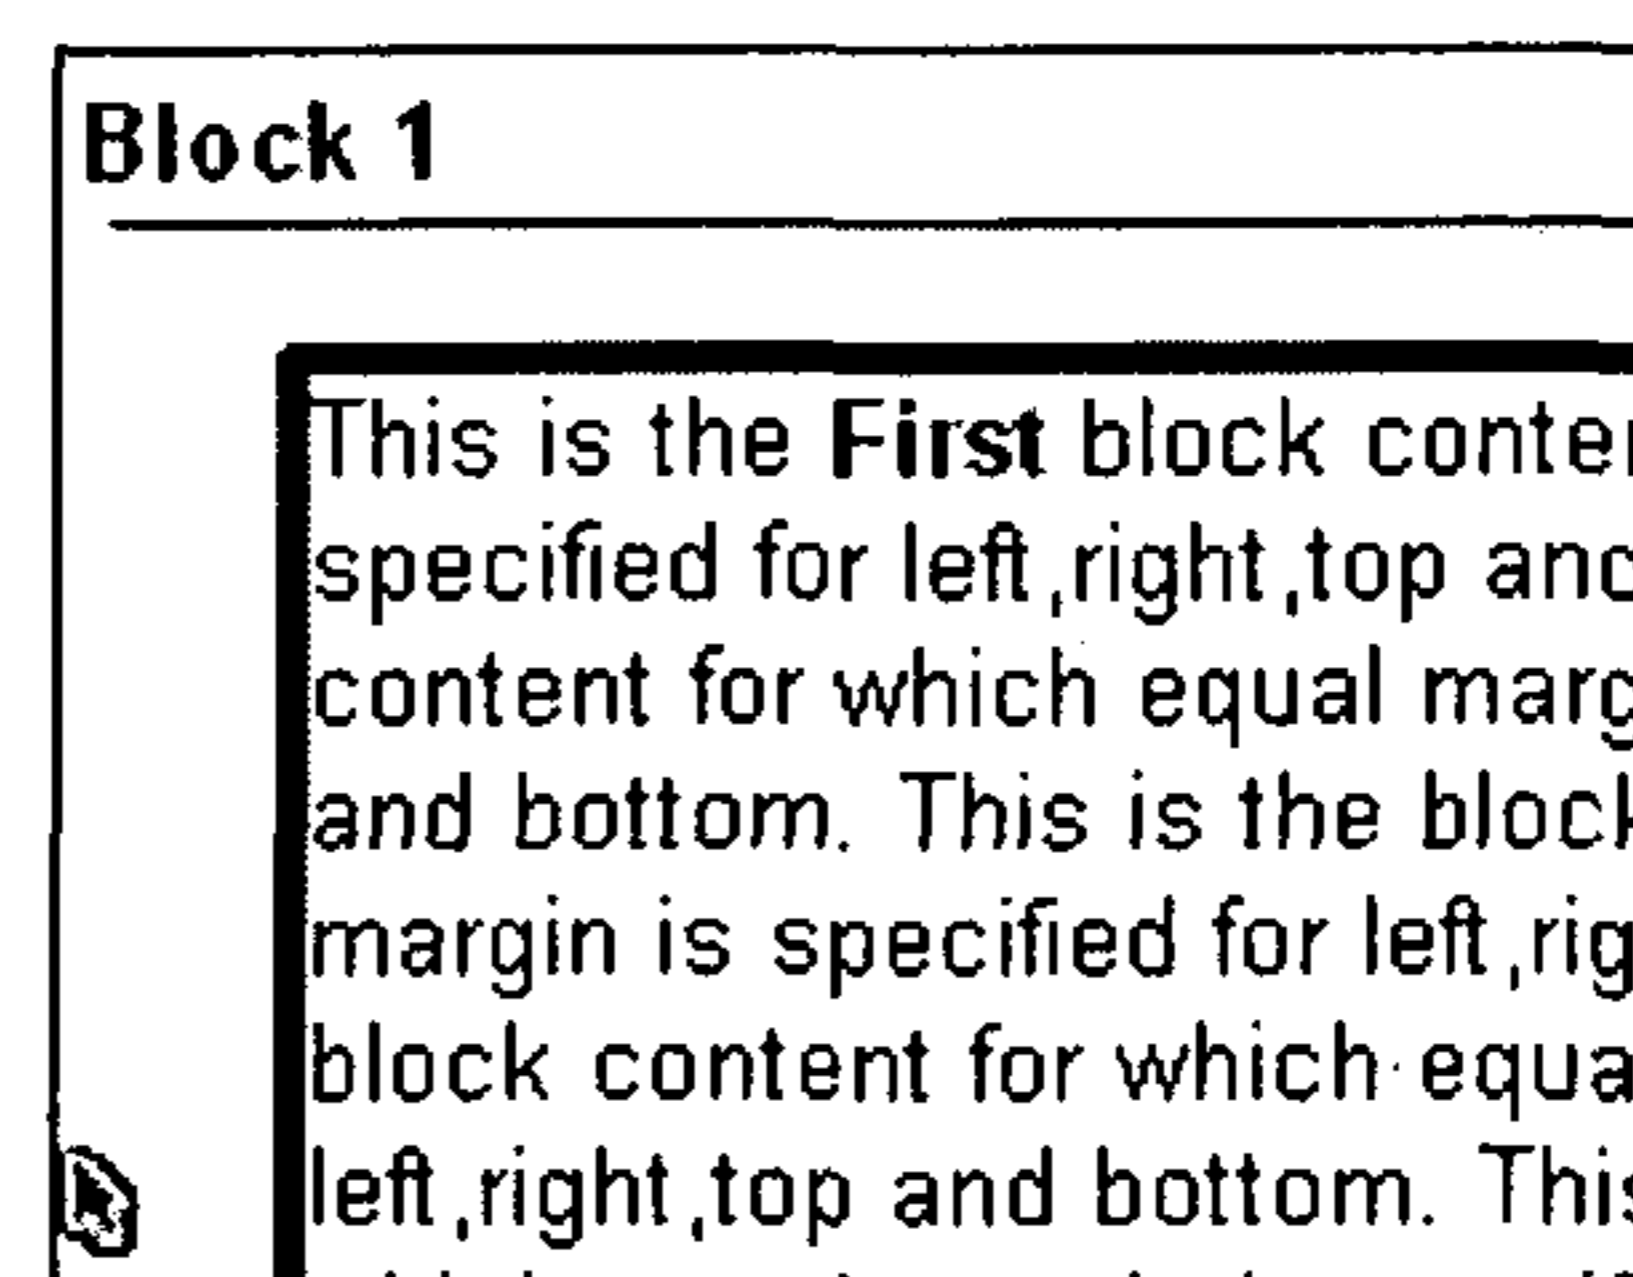 Block 1
This is the First block conter
specified for left,right,top anc
content for which equal marg
and bottom. This is the block
margin is specified for left,rig
block content for which equa
left,right,top and bottom. This